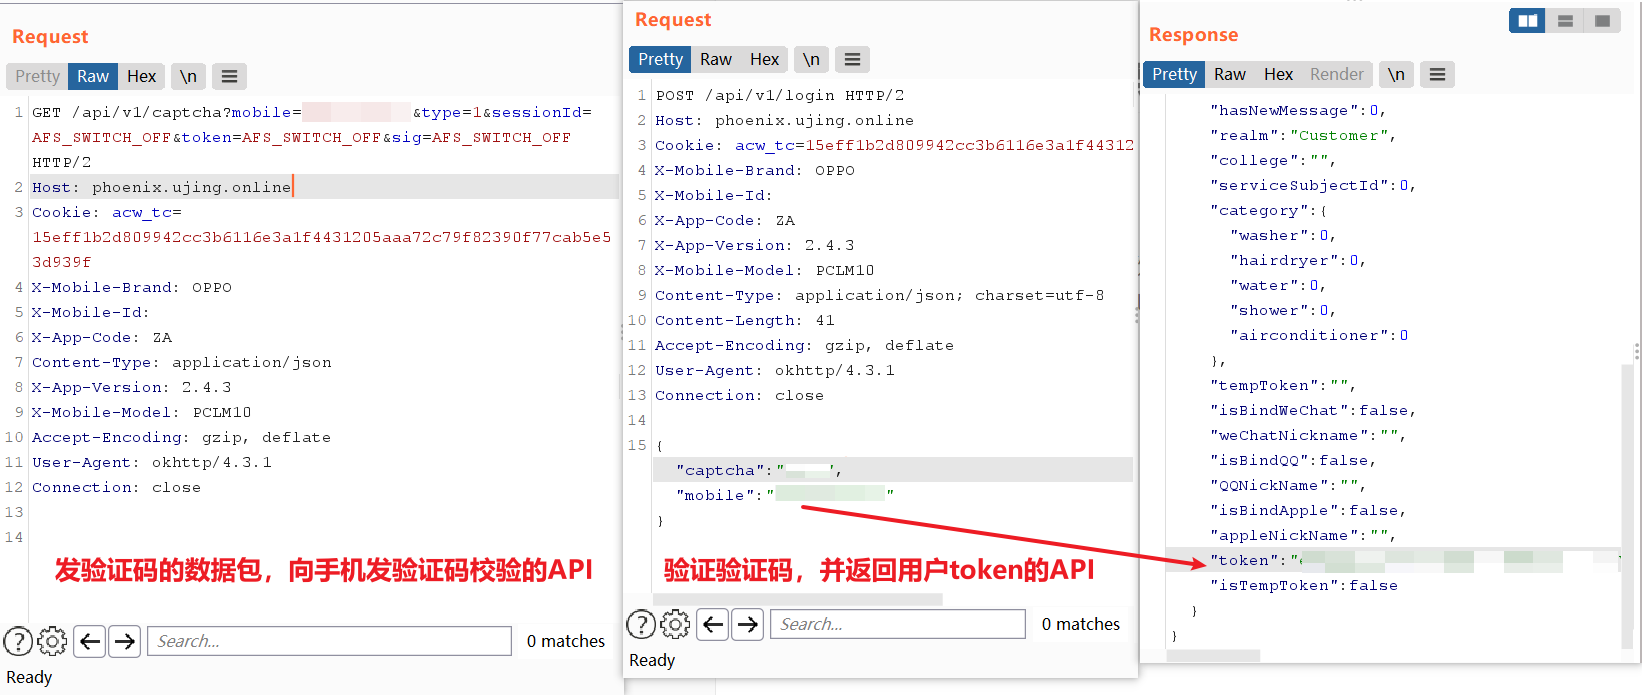 Request
Pretty Raw Hex \n
1 GET /api/v1/captcha?mobile= &type=1&sessionId=
AFS_SWITCH_OFF&token=AFS_SWITCH_OFF&sig=AFS_SWITCH_OFF
HTTP/2
2 Host: phoenix.ujing.online
3 Cookie: acw_tc=
15eff1b2d809942cc3b6116e3a1f4431205aaa72c79f82390f77cab5e5
3d939f
4 X-Mobile-Brand: OPPO
5 X-Mobile-Id:
6 X-App-Code: ZA
7 Content-Type: application/json
8 X-App-Version: 2.4.3
9 X-Mobile-Model: PCLM10
10 Accept-Encoding: gzip, deflate
11 User-Agent: okhttp/4.3.1
12 Connection: close
13
14
发验证码的数据包，向手机发验证码校验的API
? Search... 0 matches
Ready
Request
Pretty Raw Hex \n
1 POST /api/v1/login HTTP/2
2 Host: phoenix.ujing.online
3 Cookie: acw_tc=15eff1b2d809942cc3b6116e3a1f44312
4 X-Mobile-Brand: OPPO
5 X-Mobile-Id:
6 X-App-Code: ZA
7 X-App-Version: 2.4.3
8 X-Mobile-Model: PCLM10
9 Content-Type: application/json; charset=utf-8
10 Content-Length: 41
11 Accept-Encoding: gzip, deflate
12 User-Agent: okhttp/4.3.1
13 Connection: close
14
15 {
"captcha":" ",
"mobile":" "
}
验证验证码，并返回用户token的API
? Search... 0 matches
Ready
Response
Pretty Raw Hex Render \n
"hasNewMessage":0,
"realm":"Customer",
"college":"",
"serviceSubjectId":0,
"category":{
"washer":0,
"hairdryer":0,
"water":0,
"shower":0,
"airconditioner":0
},
"tempToken":"",
"isBindWeChat":false,
"weChatNickname":"",
"isBindQQ":false,
"QQNickName":"",
"isBindApple":false,
"appleNickName":"",
"token":"
"isTempToken":false
}
}